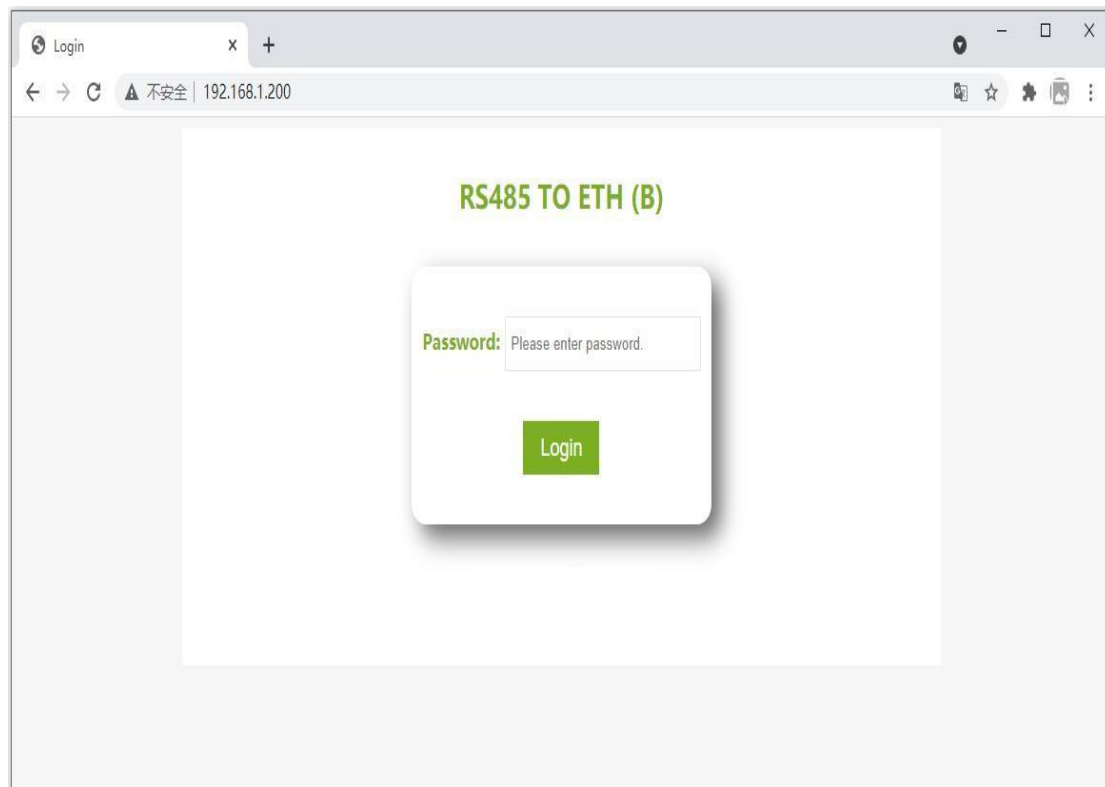 Login
不安全 192.168.1.200
RS485 TO ETH (B)
Password: Please enter password.
Login